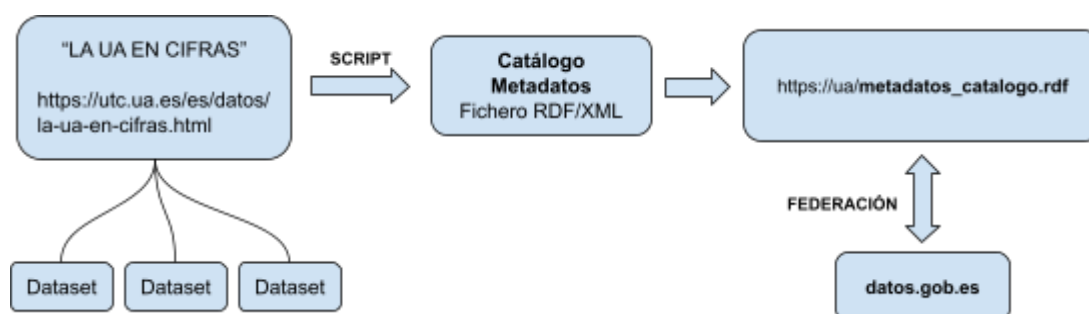 “LA UA EN CIFRAS”
https://utc.ua.es/es/datos/
la-ua-en-cifras.html
SCRIPT
Catálogo
Metadatos
Fichero RDF/XML
https://ua/metadatos_catalogo.rdf
FEDERACIÓN
datos.gob.es
Dataset
Dataset
Dataset